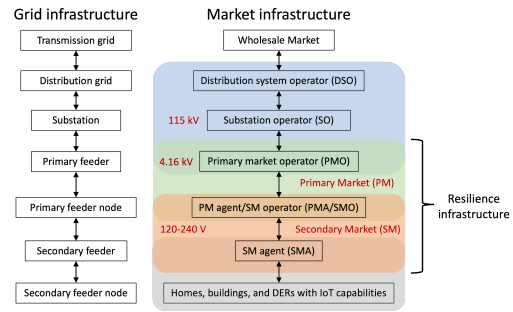 Grid infrastructure
Market infrastructure
Transmission grid
Wholesale Market
Distribution grid
Distribution system operator (DSO)
Substation
115 kV
Substation operator (SO)
Primary feeder
4.16 kV
Primary market operator (PMO)
Primary Market (PM)
Resilience
infrastructure
Primary feeder node
PM agent/SM operator (PMA/SMO)
120-240 V
Secondary Market (SM)
Secondary feeder
SM agent (SMA)
Secondary feeder node
Homes, buildings, and DERs with IoT capabilities